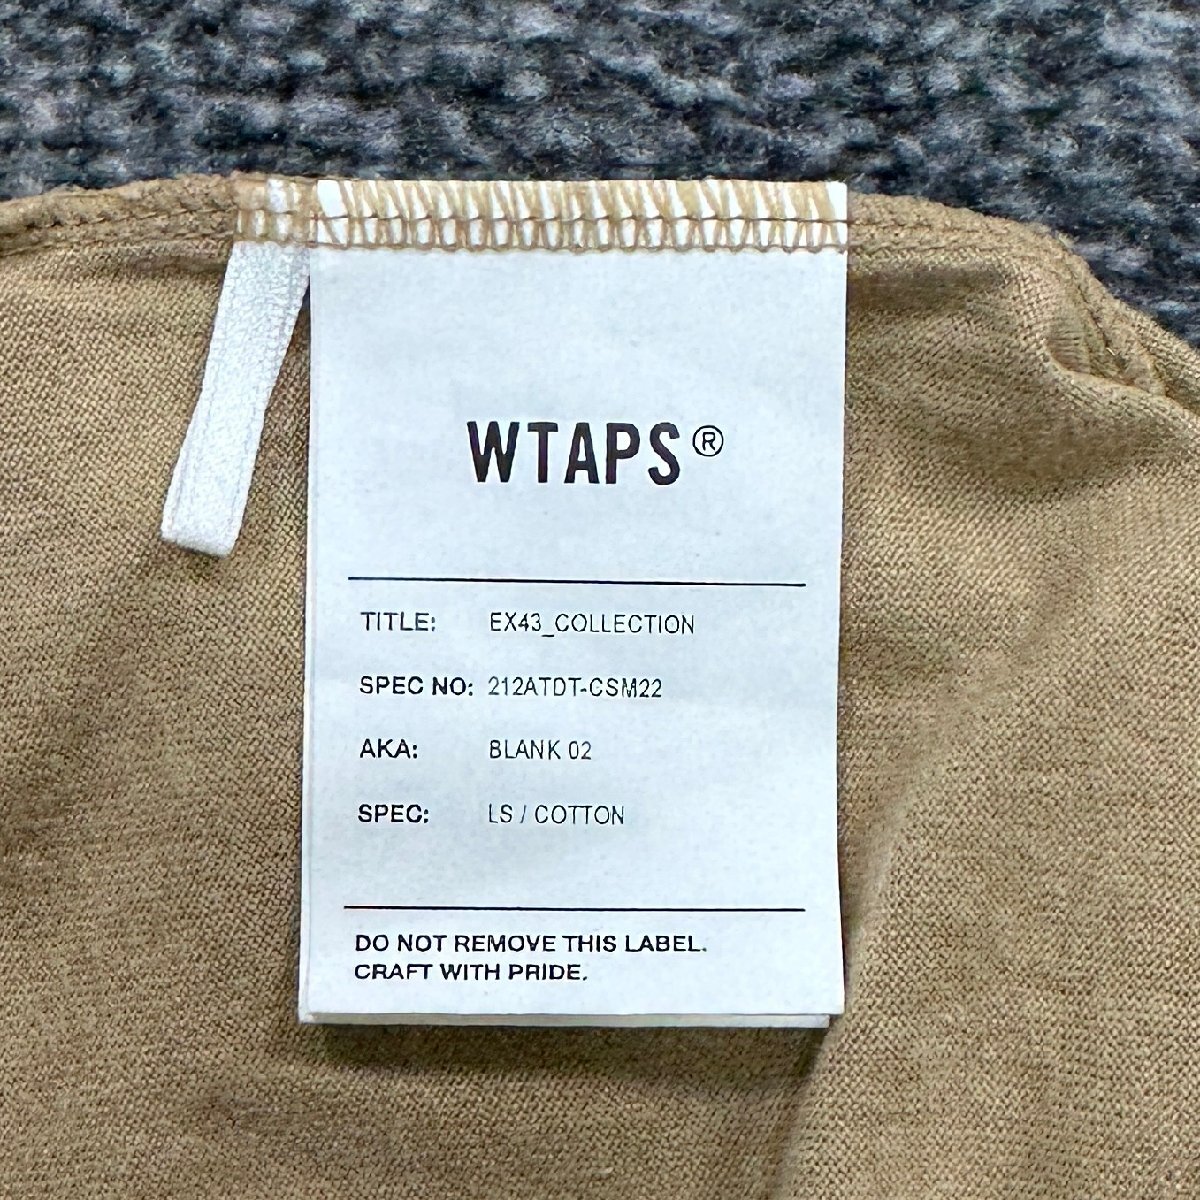 WTAPS®
TITLE: EX43_COLLECTION
SPEC NO: 212ATDT-CSM22
AKA: BLANK 02
SPEC: LS / COTTON
DO NOT REMOVE THIS LABEL.
CRAFT WITH PRIDE.